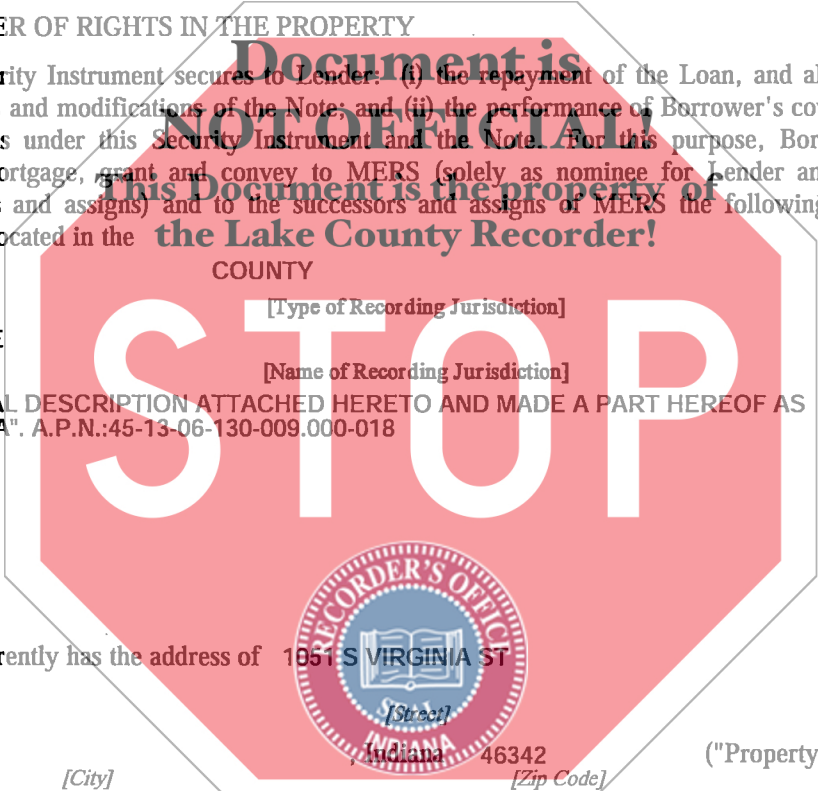 ER OF RIGHTS IN THE PROPERTY
Document is
rity Instrument secures to Lender: (i) the repayment of the Loan, and al
and modifications of the Note; and (ii) the performance of Borrower's co
NOT OFFICIAL!
s under this Security Instrument and the Note. For this purpose, Bor
ortgage, grant and convey to MERS (solely as nominee for Lender an
This Document is the property of
and assigns) and to the successors and assigns of MERS the following
ocated in the
the Lake County Recorder!
COUNTY
[Type of Recording Jurisdiction]
[Name of Recording Jurisdiction]
STOP
L DESCRIPTION ATTACHED HERETO AND MADE A PART HEREOF AS
A". A.P.N.:45-13-06-130-009.000-018
RECORDER'S OFFICE
rently has the address of 1051 S VIRGINIA ST
SEAL
[Street]
INDIANA
, Indiana 46342 ("Property
[City] [Zip Code]